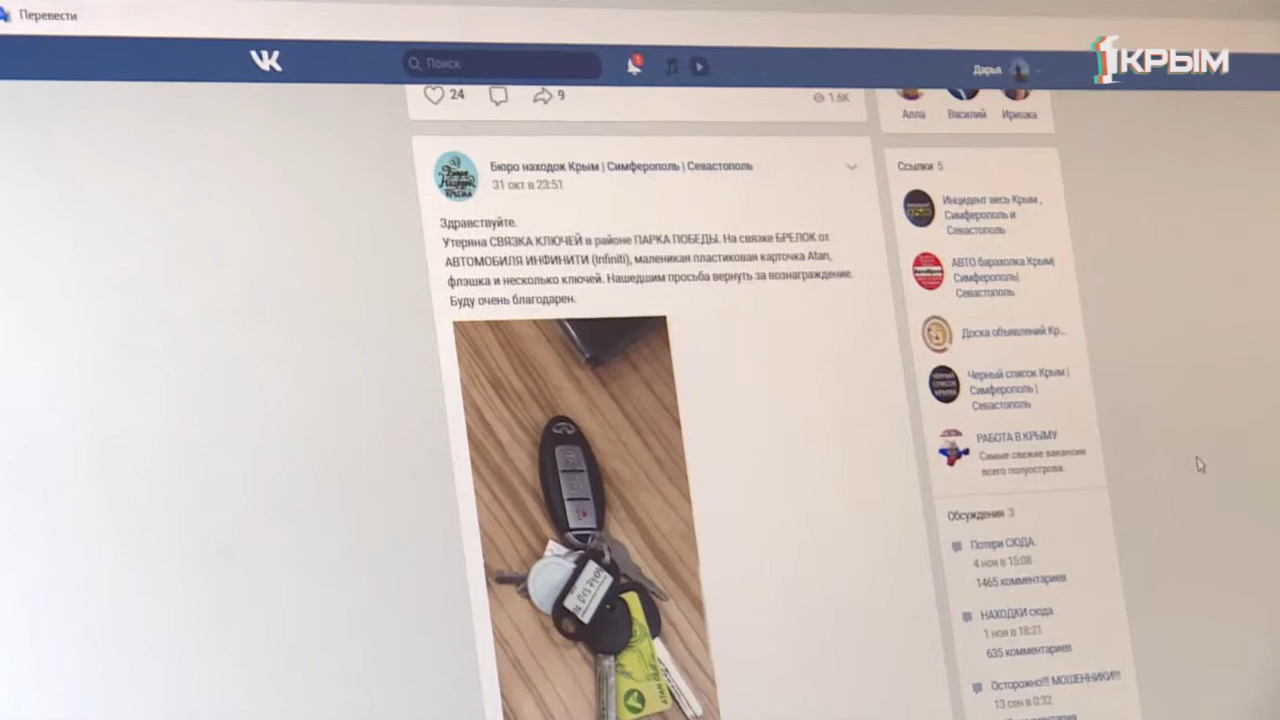 Перевести
VK
Поиск
1
Дарья
1КРЫМ
24
9
1.6K
Алла
Василий
Иришка
Бюро находок Крым | Симферополь | Севастополь
31 окт в 23:51
Здравствуйте.
Утеряна СВЯЗКА КЛЮЧЕЙ в районе ПАРКА ПОБЕДЫ. На связке БРЕЛОК от
АВТОМОБИЛЯ ИНФИНИТИ (Infiniti), маленикая пластиковая карточка Atan,
флэшка и несколько ключей. Нашедшим просьба вернуть за вознаграждение.
Буду очень благодарен.
Ссылки 5
Инцидент весь Крым ,
Симферополь и
Севастополь
АВТО барахолка Крым|
Симферополь|
Севастополь
Доска объявлений Кр...
Черный список Крым |
Симферополь |
Севастополь
РАБОТА В КРЫМУ
Самые свежие вакансии
всего полуострова
Обсуждения 3
Потери СЮДА.
4 ноя в 15:08
1465 комментариев
НАХОДКИ сюда
1 ноя в 18:31
635 комментариев
Осторожно!!! МОШЕННИКИ!!!
13 сен в 0:32